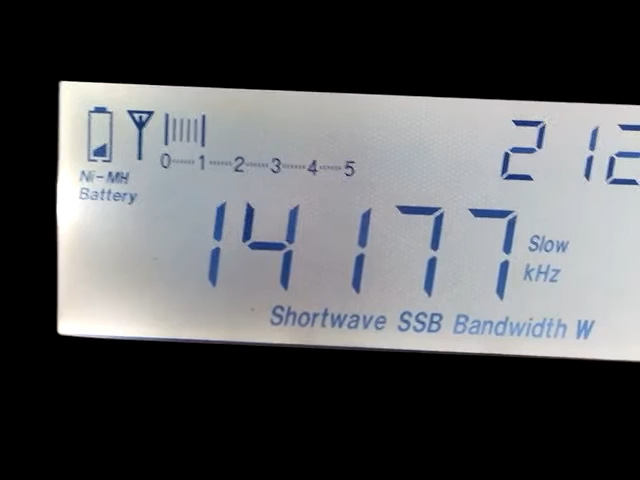 212
0 1 2 3 4 5
Ni-MH
Battery
14177
Slow
kHz
Shortwave SSB Bandwidth W